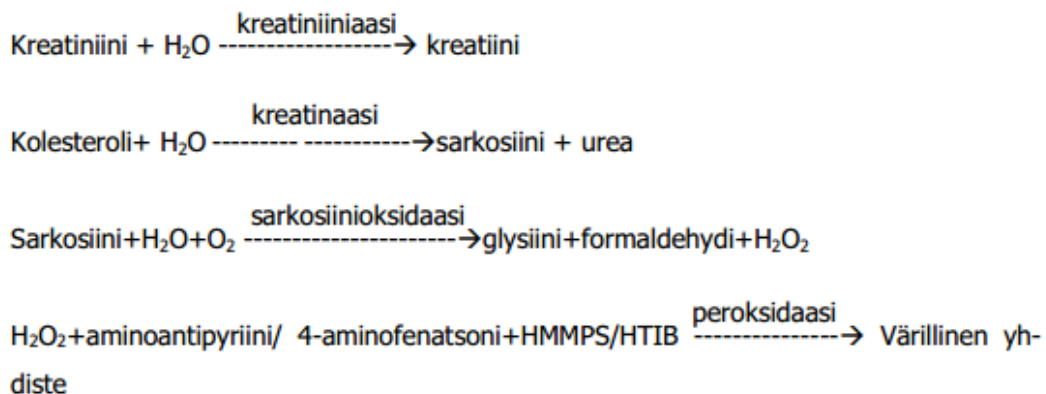 kreatiniiniaasi
Kreatiniini + H₂O -------------------→ kreatiini
kreatinaasi
Kolesteroli+ H₂O --------- -----------→sarkosiini + urea
sarkosiinioksidaasi
Sarkosiini+H₂O+O₂ ----------------------→glysiini+formaldehydi+H₂O₂
peroksidaasi
H₂O₂+aminoantipyriini/ 4-aminofenatsoni+HMMPS/HTIB ---------------→ Värillinen yh-
diste